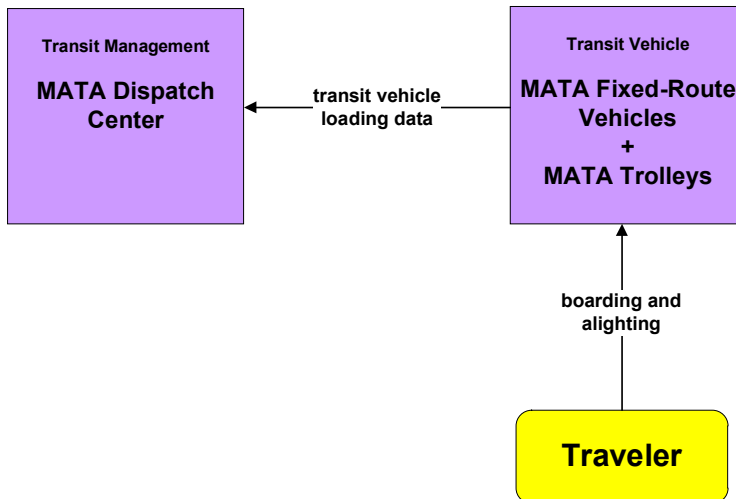 Transit Management
MATA Dispatch
Center
transit vehicle
loading data
Transit Vehicle
MATA Fixed-Route
Vehicles
+
MATA Trolleys
boarding and
alighting
Traveler